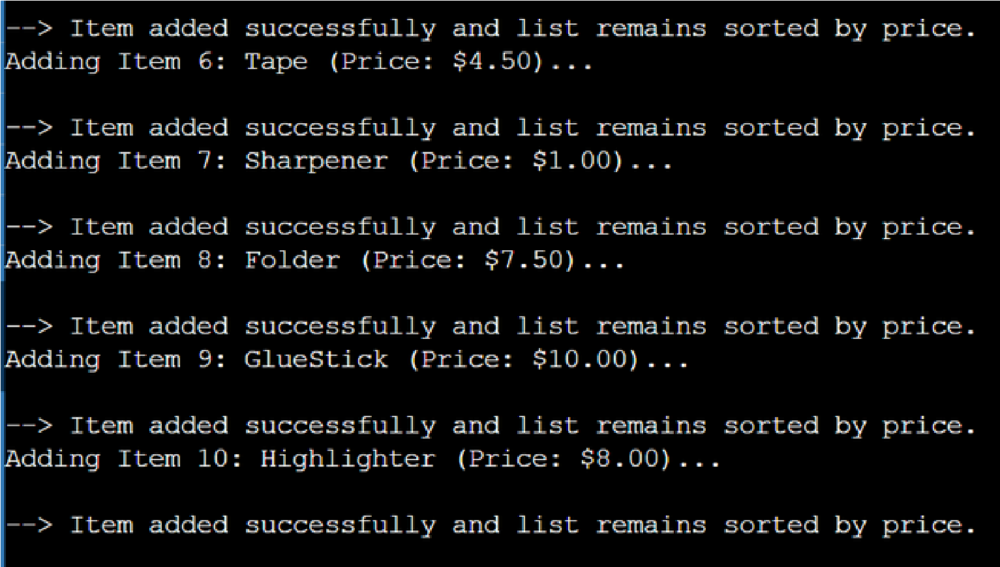 --> Item added successfully and list remains sorted by price.
Adding Item 6: Tape (Price: $4.50)...
--> Item added successfully and list remains sorted by price.
Adding Item 7: Sharpener (Price: $1.00)...
--> Item added successfully and list remains sorted by price.
Adding Item 8: Folder (Price: $7.50)...
--> Item added successfully and list remains sorted by price.
Adding Item 9: GlueStick (Price: $10.00)...
--> Item added successfully and list remains sorted by price.
Adding Item 10: Highlighter (Price: $8.00)...
--> Item added successfully and list remains sorted by price.